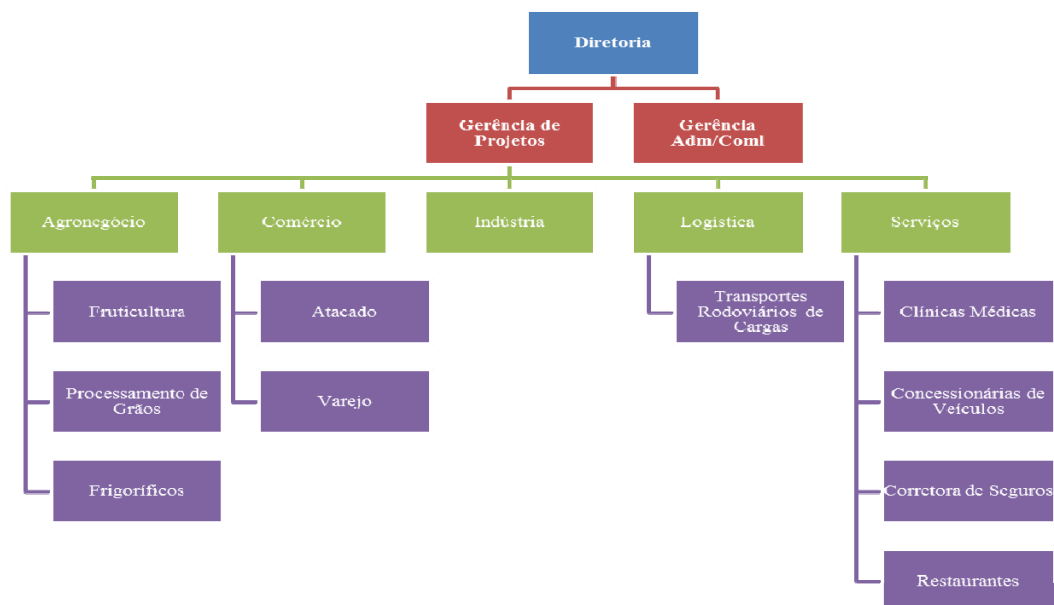 Diretoria
Gerência de
Projetos
Gerência
Adm/Coml
Agronegócio
Comércio
Indústria
Logística
Serviços
Fruticultura
Atacado
Transportes
Rodoviários de
Cargas
Clínicas Médicas
Processamento de
Grãos
Varejo
Concessionárias de
Veículos
Frigoríficos
Corretora de Seguros
Restaurantes